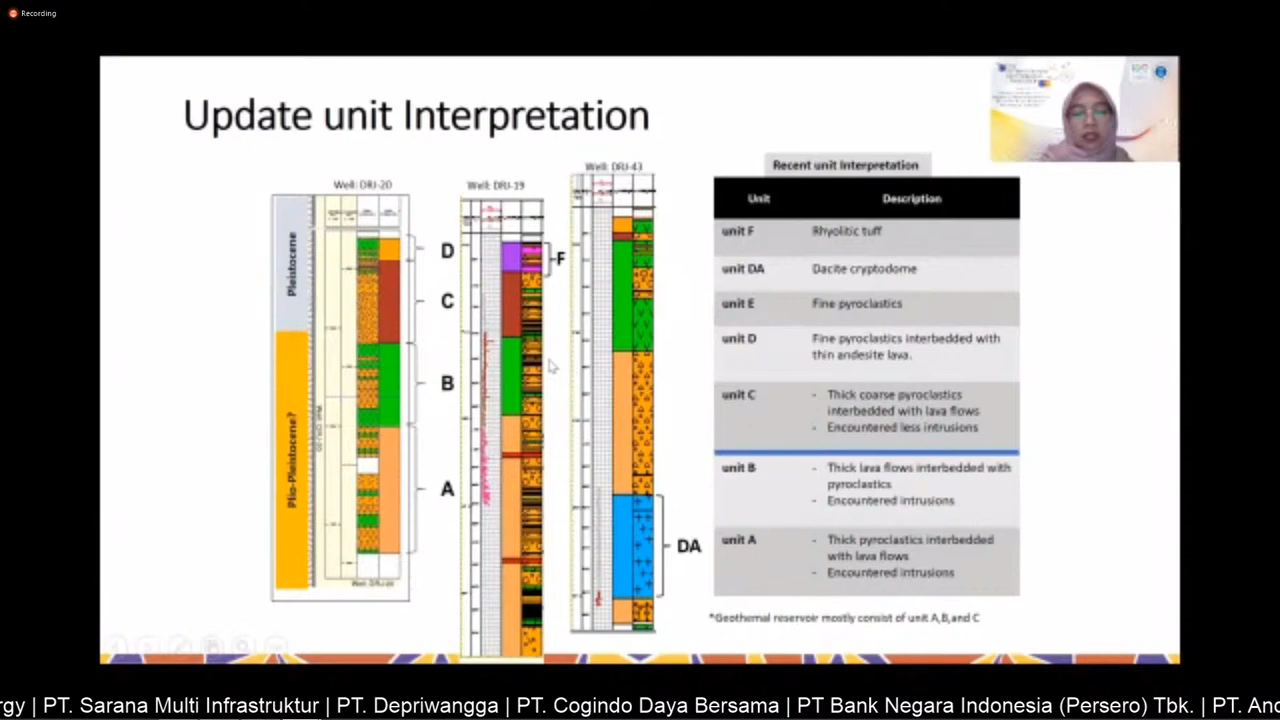 Recording
Update unit Interpretation
Well: DRJ-20
Pleistocene
Plio-Pleistocene?
D
C
B
A
Well: DRJ-19
F
Well: DRJ-43
DA
Recent unit Interpretation
Unit Description
unit F Rhyolitic tuff
unit DA Dacite cryptodome
unit E Fine pyroclastics
unit D Fine pyroclastics interbedded with
thin andesite lava.
unit C - Thick coarse pyroclastics
interbedded with lava flows
- Encountered less intrusions
unit B - Thick lava flows interbedded with
pyroclastics
- Encountered intrusions
unit A - Thick pyroclastics interbedded
with lava flows
- Encountered intrusions
*Geothermal reservoir mostly consist of unit A,B,and C
rgy | PT. Sarana Multi Infrastruktur | PT. Depriwangga | PT. Cogindo Daya Bersama | PT Bank Negara Indonesia (Persero) Tbk. | PT. And